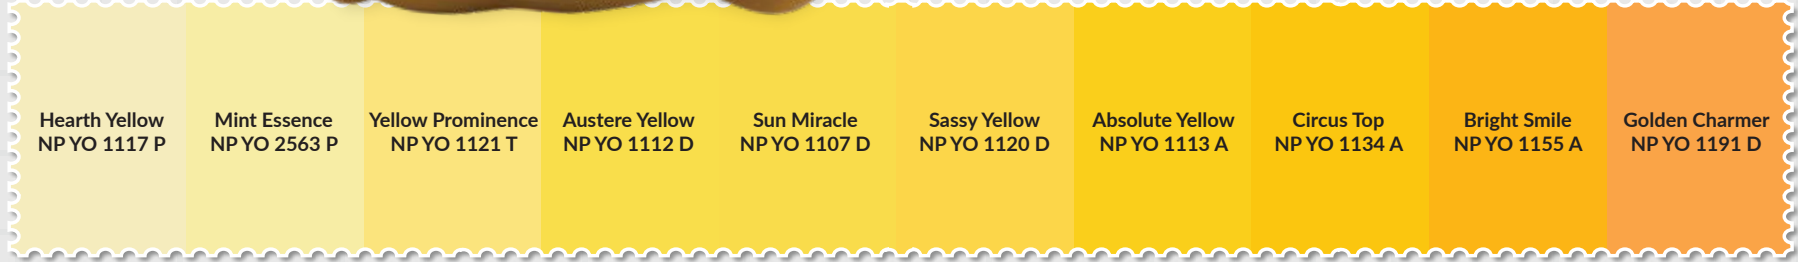 Hearth Yellow
NP YO 1117 P
Mint Essence
NP YO 2563 P
Yellow Prominence
NP YO 1121 T
Austere Yellow
NP YO 1112 D
Sun Miracle
NP YO 1107 D
Sassy Yellow
NP YO 1120 D
Absolute Yellow
NP YO 1113 A
Circus Top
NP YO 1134 A
Bright Smile
NP YO 1155 A
Golden Charmer
NP YO 1191 D